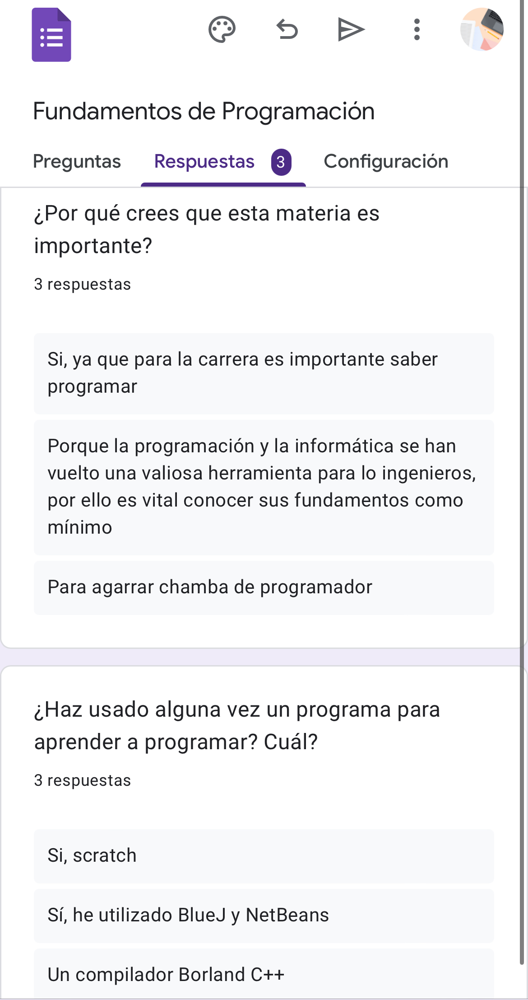 Fundamentos de Programación
Preguntas Respuestas 3 Configuración
¿Por qué crees que esta materia es
importante?
3 respuestas
Si, ya que para la carrera es importante saber
programar
Porque la programación y la informática se han
vuelto una valiosa herramienta para lo ingenieros,
por ello es vital conocer sus fundamentos como
mínimo
Para agarrar chamba de programador
¿Haz usado alguna vez un programa para
aprender a programar? Cuál?
3 respuestas
Si, scratch
Sí, he utilizado BlueJ y NetBeans
Un compilador Borland C++